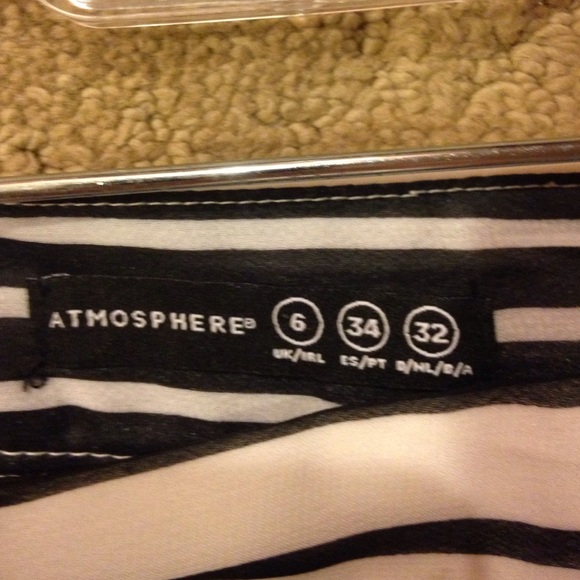 ATMOSPHERE® 6 34 32
UK/IRL ES/PT D/NL/B/A